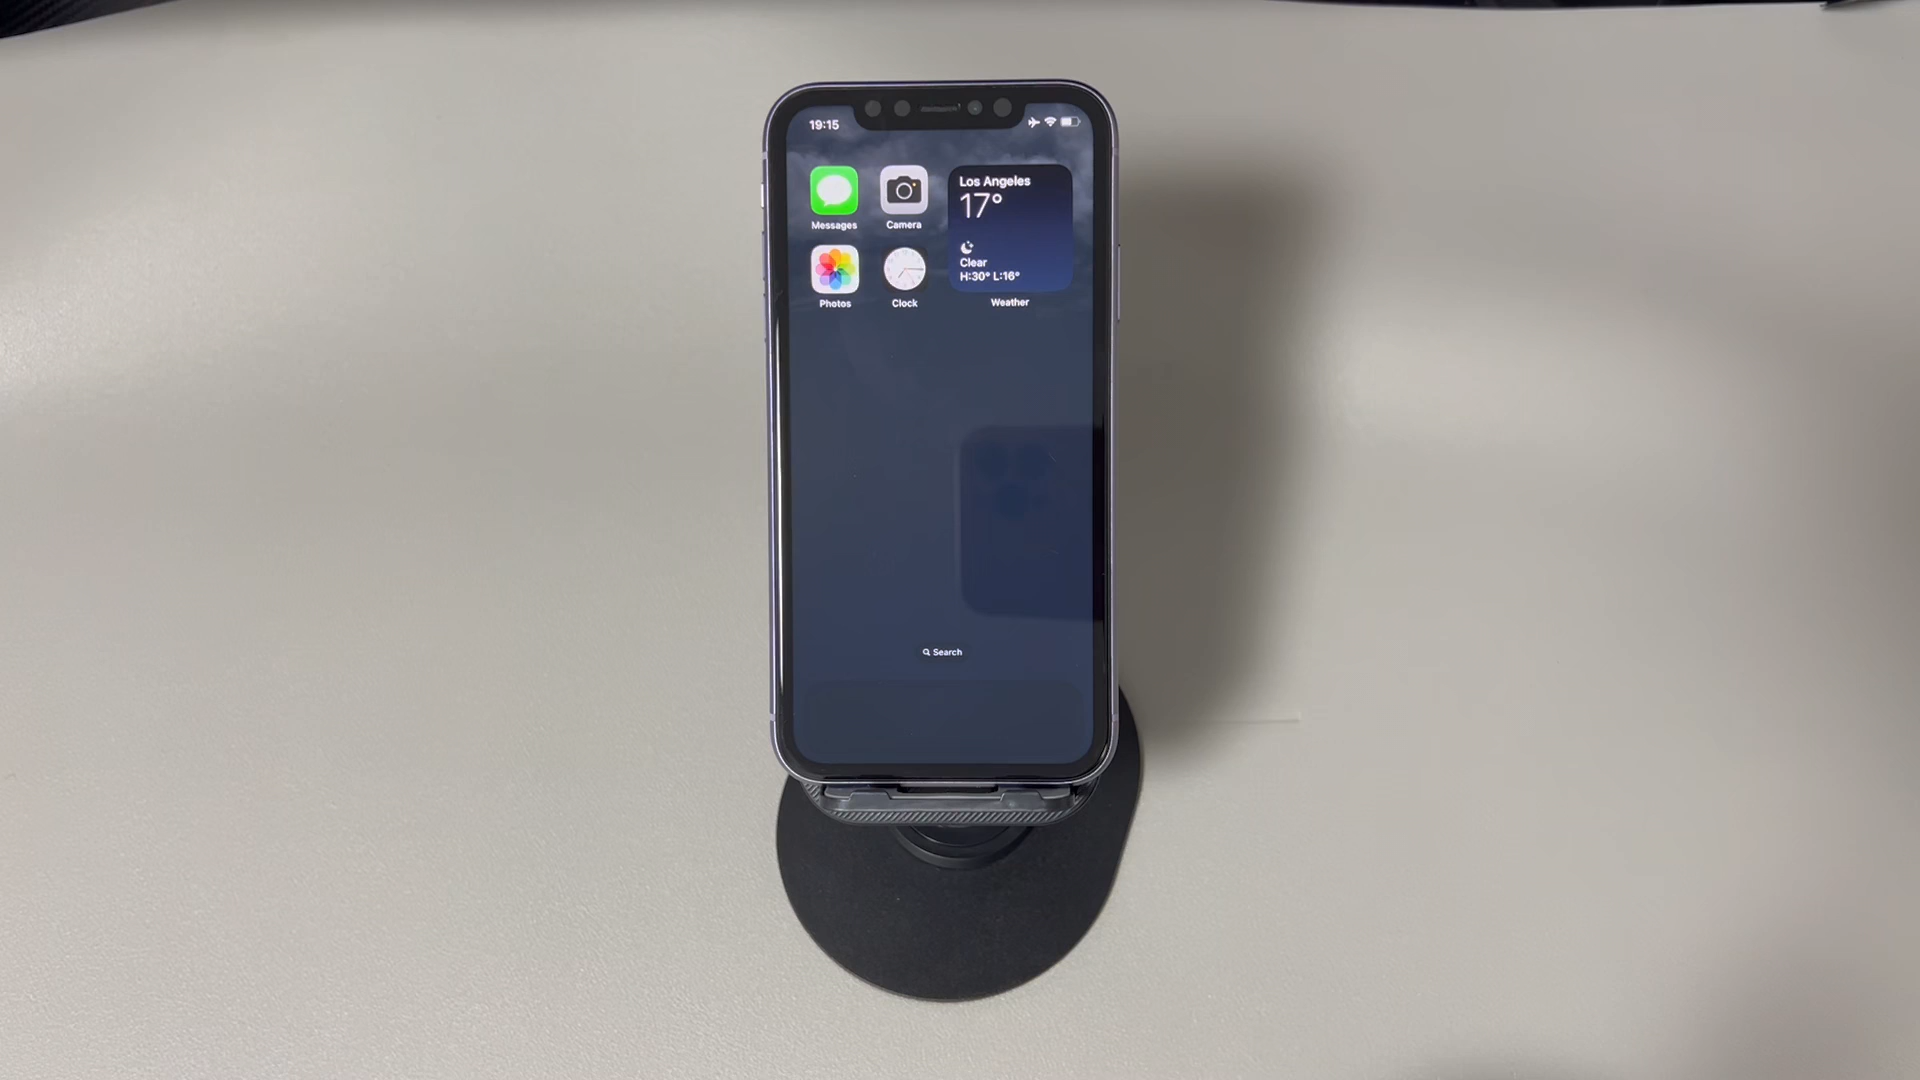 19:15
Messages
Camera
Los Angeles
17°
Clear
H:30° L:16°
Photos
Clock
Weather
Search